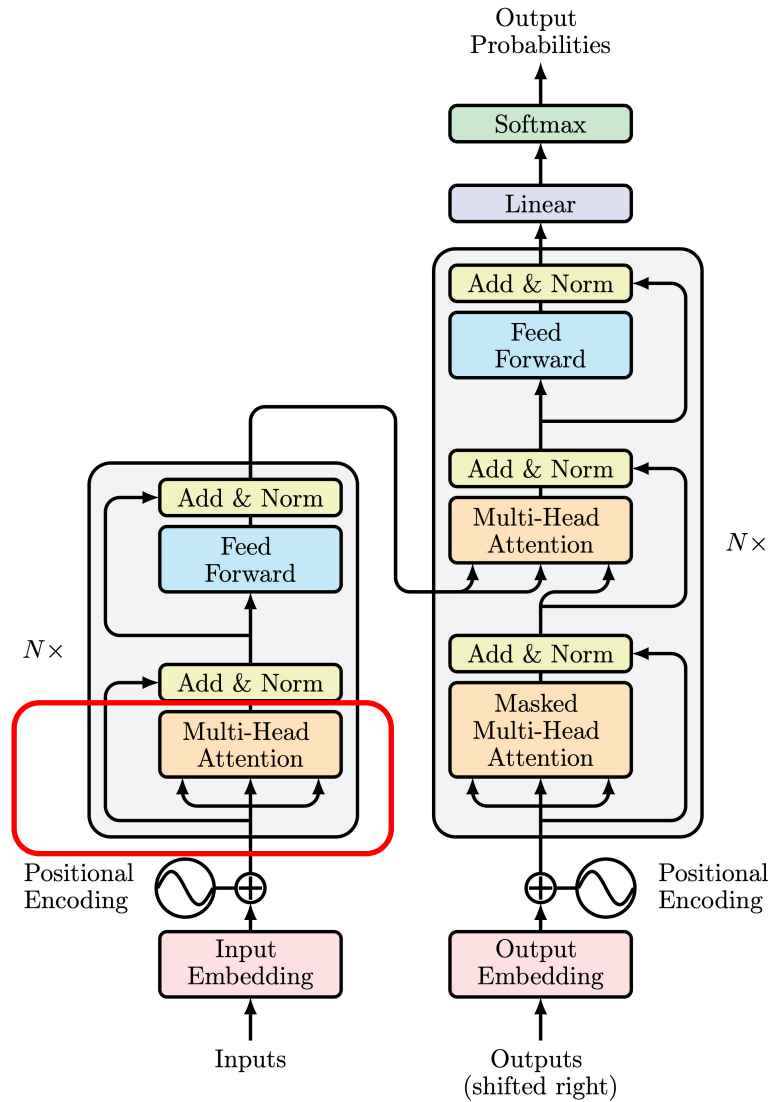 Output
Probabilities
Softmax
Linear
Add & Norm
Feed
Forward
Add & Norm
Multi-Head
Attention
N×
Add & Norm
Masked
Multi-Head
Attention
Positional
Encoding
Output
Embedding
Outputs
(shifted right)
Add & Norm
Feed
Forward
N×
Add & Norm
Multi-Head
Attention
Positional
Encoding
Input
Embedding
Inputs